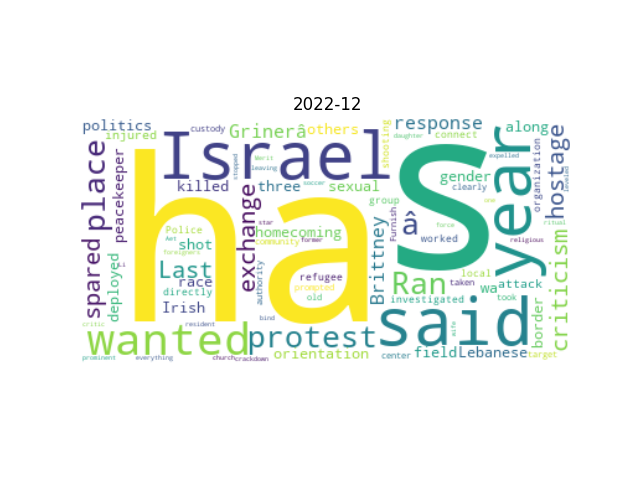 2022-12
politics
injured
custody
Grinerâ
others
shooting
response
daughter
connect
along
Israel
has
S
year
place
peacekeeper
killed
three
sexual
group
gender
clearly
expelled
organization
hostage
stopped
Merit
leaving
soccer
spared
deployed
Police
shot
Last
race
directly
Irish
exchange
star
homecoming
community
former
refugee
prompted
old
authority
bind
Brittney
Furnish
â
worked
forum
one
religious
ritual
Ran
local
wa
attack
taken
took
investigated
border
criticism
critic
resident
wanted
protest
said
wife
prominent
everything
church
crackdown
orientation
center
field
Lebanese
target